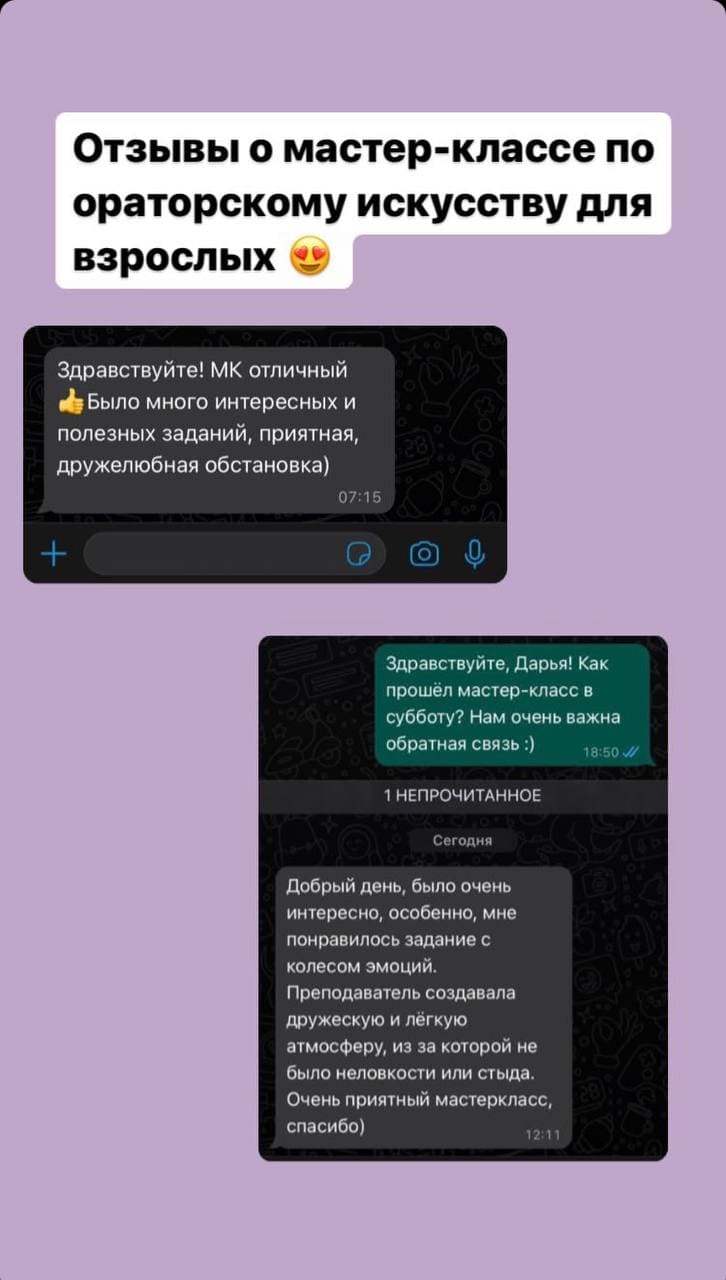 Отзывы о мастер-классе по
ораторскому искусству для
взрослых 😍
Здравствуйте! МК отличный
👍Было много интересных и
полезных заданий, приятная,
дружелюбная обстановка)
07:15
Здравствуйте, Дарья! Как
прошёл мастер-класс в
субботу? Нам очень важна
обратная связь :)
18:50
1 НЕПРОЧИТАННОЕ
Сегодня
Добрый день, было очень
интересно, особенно, мне
понравилось задание с
колесом эмоций.
Преподаватель создавала
дружескую и лёгкую
атмосферу, из за которой не
было неловкости или стыда.
Очень приятный мастеркласс,
спасибо)
12:11